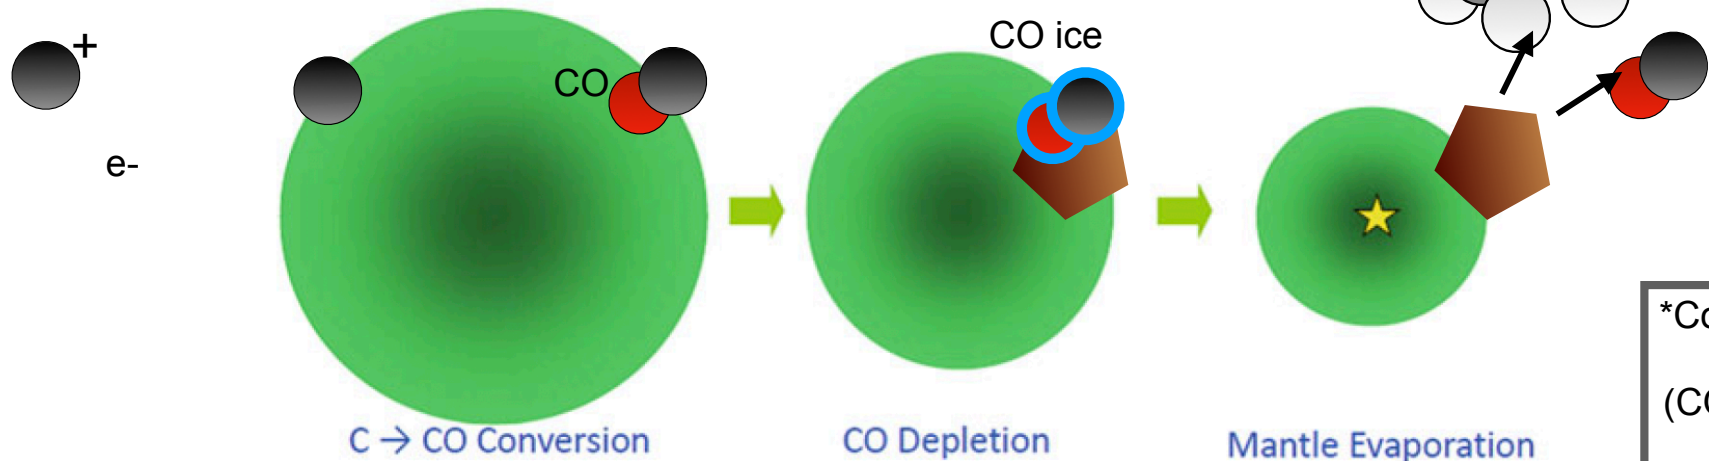 +
e-
CO
CO ice
C → CO Conversion
CO Depletion
Mantle Evaporation